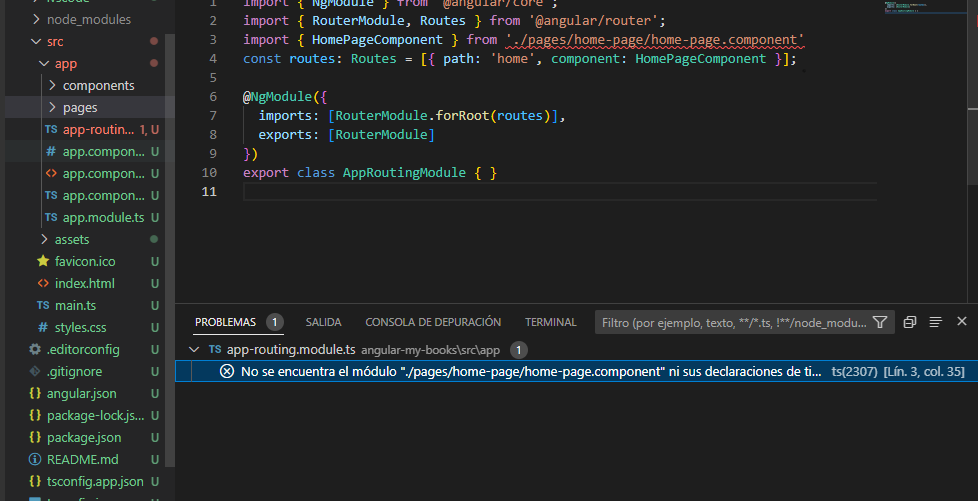 node_modules
src
app
components
pages
TS app-routin... 1, U
# app.compon... U
<> app.compon... U
TS app.compon... U
TS app.module.ts U
assets
favicon.ico U
<> index.html U
TS main.ts U
# styles.css U
.editorconfig U
.gitignore U
{} angular.json U
{} package-lock.js... U
{} package.json U
README.md U
{} tsconfig.app.json U
1 import { NgModule } from '@angular/core';
2 import { RouterModule, Routes } from '@angular/router';
3 import { HomePageComponent } from './pages/home-page/home-page.component'
4 const routes: Routes = [{ path: 'home', component: HomePageComponent }];
5
6 @NgModule({
7 imports: [RouterModule.forRoot(routes)],
8 exports: [RouterModule]
9 })
10 export class AppRoutingModule { }
11
PROBLEMAS 1 SALIDA CONSOLA DE DEPURACIÓN TERMINAL Filtro (por ejemplo, texto, **/*.ts, !**/node_modu...
TS app-routing.module.ts angular-my-books\src\app 1
No se encuentra el módulo "./pages/home-page/home-page.component" ni sus declaraciones de ti... ts(2307) [Lín. 3, col. 35]